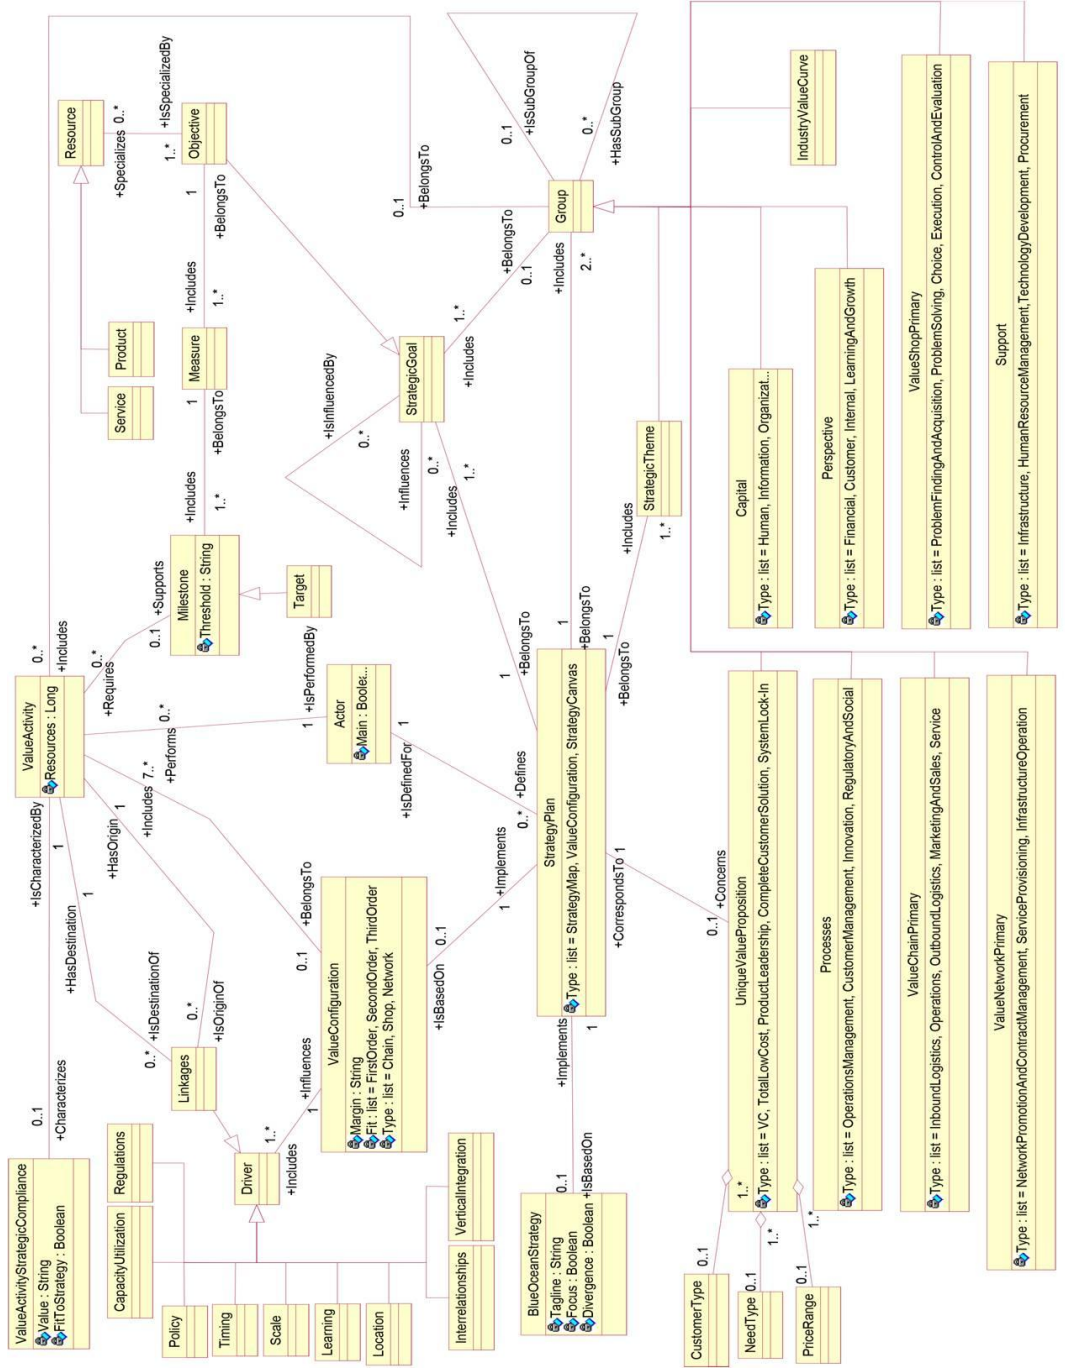 ValueActivityStrategicCompliance
Value : String
FitToStrategy : Boolean
0..1
+Characterizes
+IsCharacterizedBy
1
ValueActivity
Resources : Long
0..*
+Includes
+HasDestination
1
0..*
+IsDestinationOf
+HasOrigin
1
0..*
+IsOriginOf
Linkages
+Includes
7..*
+BelongsTo
0..1
+Performs
0..*
+IsPerformedBy
1
+Requires
0..*
+Supports
0..1
Resource
+Specializes
0..*
+IsSpecializedBy
1..*
Objective
1
+BelongsTo
+Includes
1..*
Service
Product
Measure
1
+BelongsTo
+Includes
1..*
Milestone
Threshold : String
Target
Actor
Main : Boolea...
1
+IsDefinedFor
+Defines
0..*
Regulations
CapacityUtilization
Policy
Timing
Scale
Learning
Location
Interrelationships
VerticalIntegration
Driver
1..*
+Includes
+Influences
1
ValueConfiguration
Margin : String
Fit : list = FirstOrder, SecondOrder, ThirdOrder
Type : list = Chain, Shop, Network
0..1
+IsBasedOn
+Implements
1
StrategicGoal
+IsInfluencedBy
0..*
+Influences
0..*
+Includes
1..*
+BelongsTo
1
1..*
+Includes
+BelongsTo
0..1
0..1
+BelongsTo
Group
0..1
+IsSubGroupOf
0..*
+HasSubGroup
+Includes
2..*
1
+BelongsTo
StrategyPlan
Type : list = StrategyMap, ValueConfiguration, StrategyCanvas
BlueOceanStrategy
Tagline : String
Focus : Boolean
Divergence : Boolean
0..1
+IsBasedOn
+Implements
1
StrategicTheme
+Includes
1..*
1
+BelongsTo
+CorrespondsTo
1
0..1
+Concerns
CustomerType
0..1
1..*
NeedType
0..1
1..*
PriceRange
0..1
1..*
UniqueValueProposition
Type : list = VC, TotalLowCost, ProductLeadership, CompleteCustomerSolution, SystemLock-In
Processes
Type : list = OperationsManagement, CustomerManagement, Innovation, RegulatoryAndSocial
ValueChainPrimary
Type : list = InboundLogistics, Operations, OutboundLogistics, MarketingAndSales, Service
ValueNetworkPrimary
Type : list = NetworkPromotionAndContractManagement, ServiceProvisioning, InfrastructureOperation
Capital
Type : list = Human, Information, Organizat...
Perspective
Type : list = Financial, Customer, Internal, LearningAndGrowth
IndustryValueCurve
ValueShopPrimary
Type : list = ProblemFindingAndAcquisition, ProblemSolving, Choice, Execution, ControlAndEvaluation
Support
Type : list = Infrastructure, HumanResourceManagement,TechnologyDevelopment, Procurement